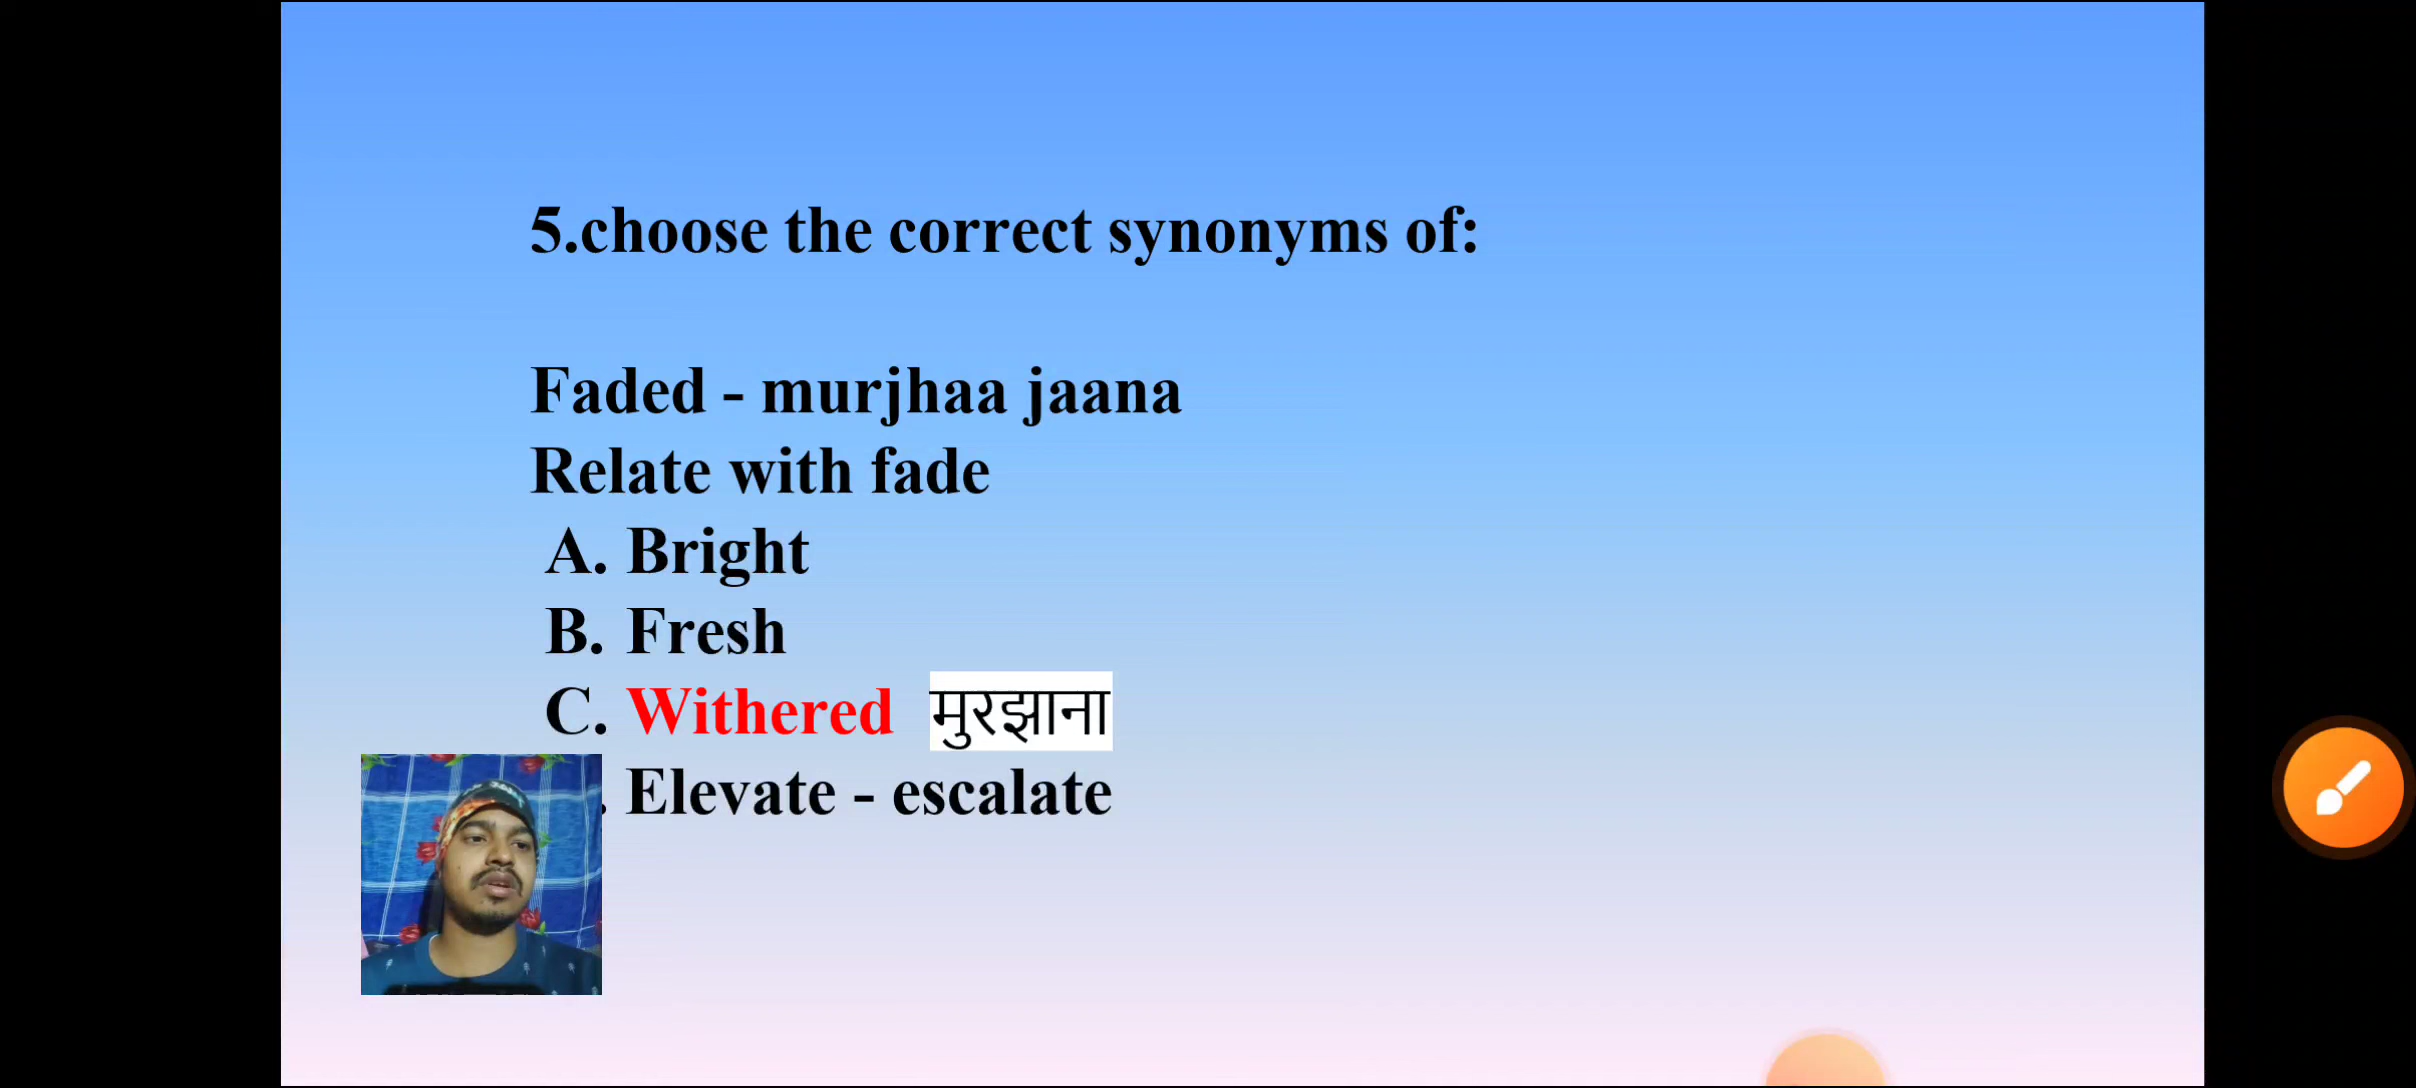 5.choose the correct synonyms of:
Faded - murjhaa jaana
Relate with fade
A. Bright
B. Fresh
C. Withered मुरझाना
. Elevate - escalate